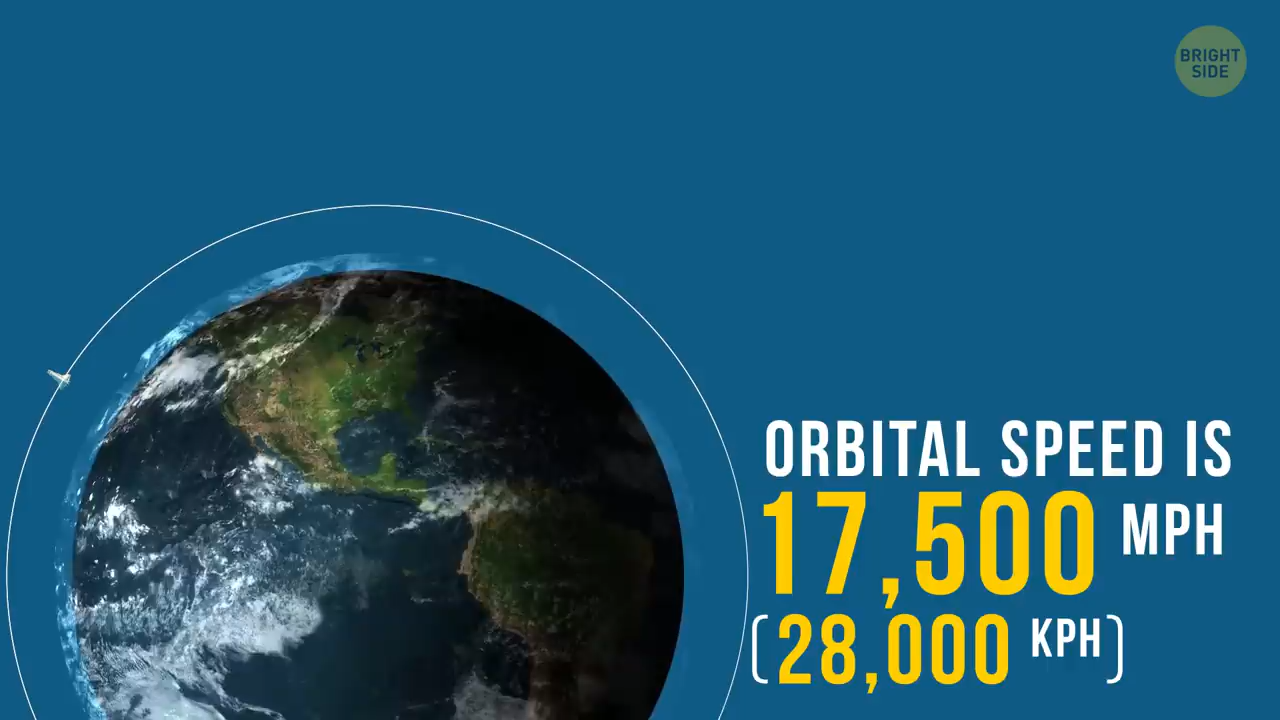 BRIGHT
SIDE
ORBITAL SPEED IS
17,500 MPH
(28,000 KPH)